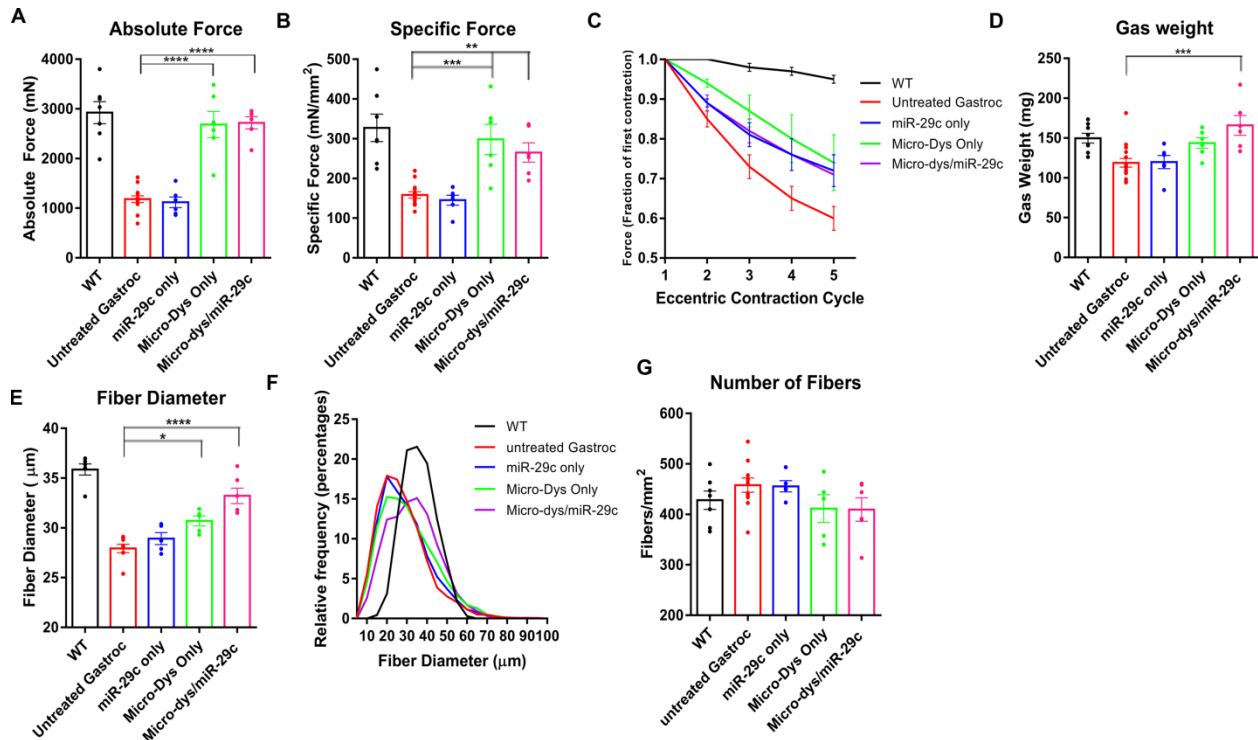 A
Absolute Force
Absolute Force (mN)
4000
3000
2000
1000
0
****
****
WT
Untreated Gastroc
miR-29c only
Micro-Dys Only
Micro-dys/miR-29c
B
Specific Force
Specific Force (mN/mm²)
500
400
300
200
100
0
**
***
WT
Untreated Gastroc
miR-29c only
Micro-Dys Only
Micro-dys/miR-29c
C
Force (Fraction of first contraction)
1.0
0.9
0.8
0.7
0.6
0.5
1 2 3 4 5
Eccentric Contraction Cycle
WT
Untreated Gastroc
miR-29c only
Micro-Dys Only
Micro-dys/miR-29c
D
Gas weight
Gas Weight (mg)
250
200
150
100
50
0
***
WT
Untreated Gastroc
miR-29c only
Micro-Dys Only
Micro-dys/miR-29c
E
Fiber Diameter
Fiber Diameter ( μm)
40
35
30
25
20
****
*
WT
Untreated Gastroc
miR-29c only
Micro-Dys Only
Micro-dys/miR-29c
F
Relative frequency (percentages)
25
20
15
10
5
0
10 20 30 40 50 60 70 80 90 100
Fiber Diameter (μm)
WT
untreated Gastroc
miR-29c only
Micro-Dys Only
Micro-dys/miR-29c
G
Number of Fibers
Fibers/mm²
600
500
400
300
200
WT
untreated Gastroc
miR-29c only
Micro-Dys Only
Micro-dys/miR-29c